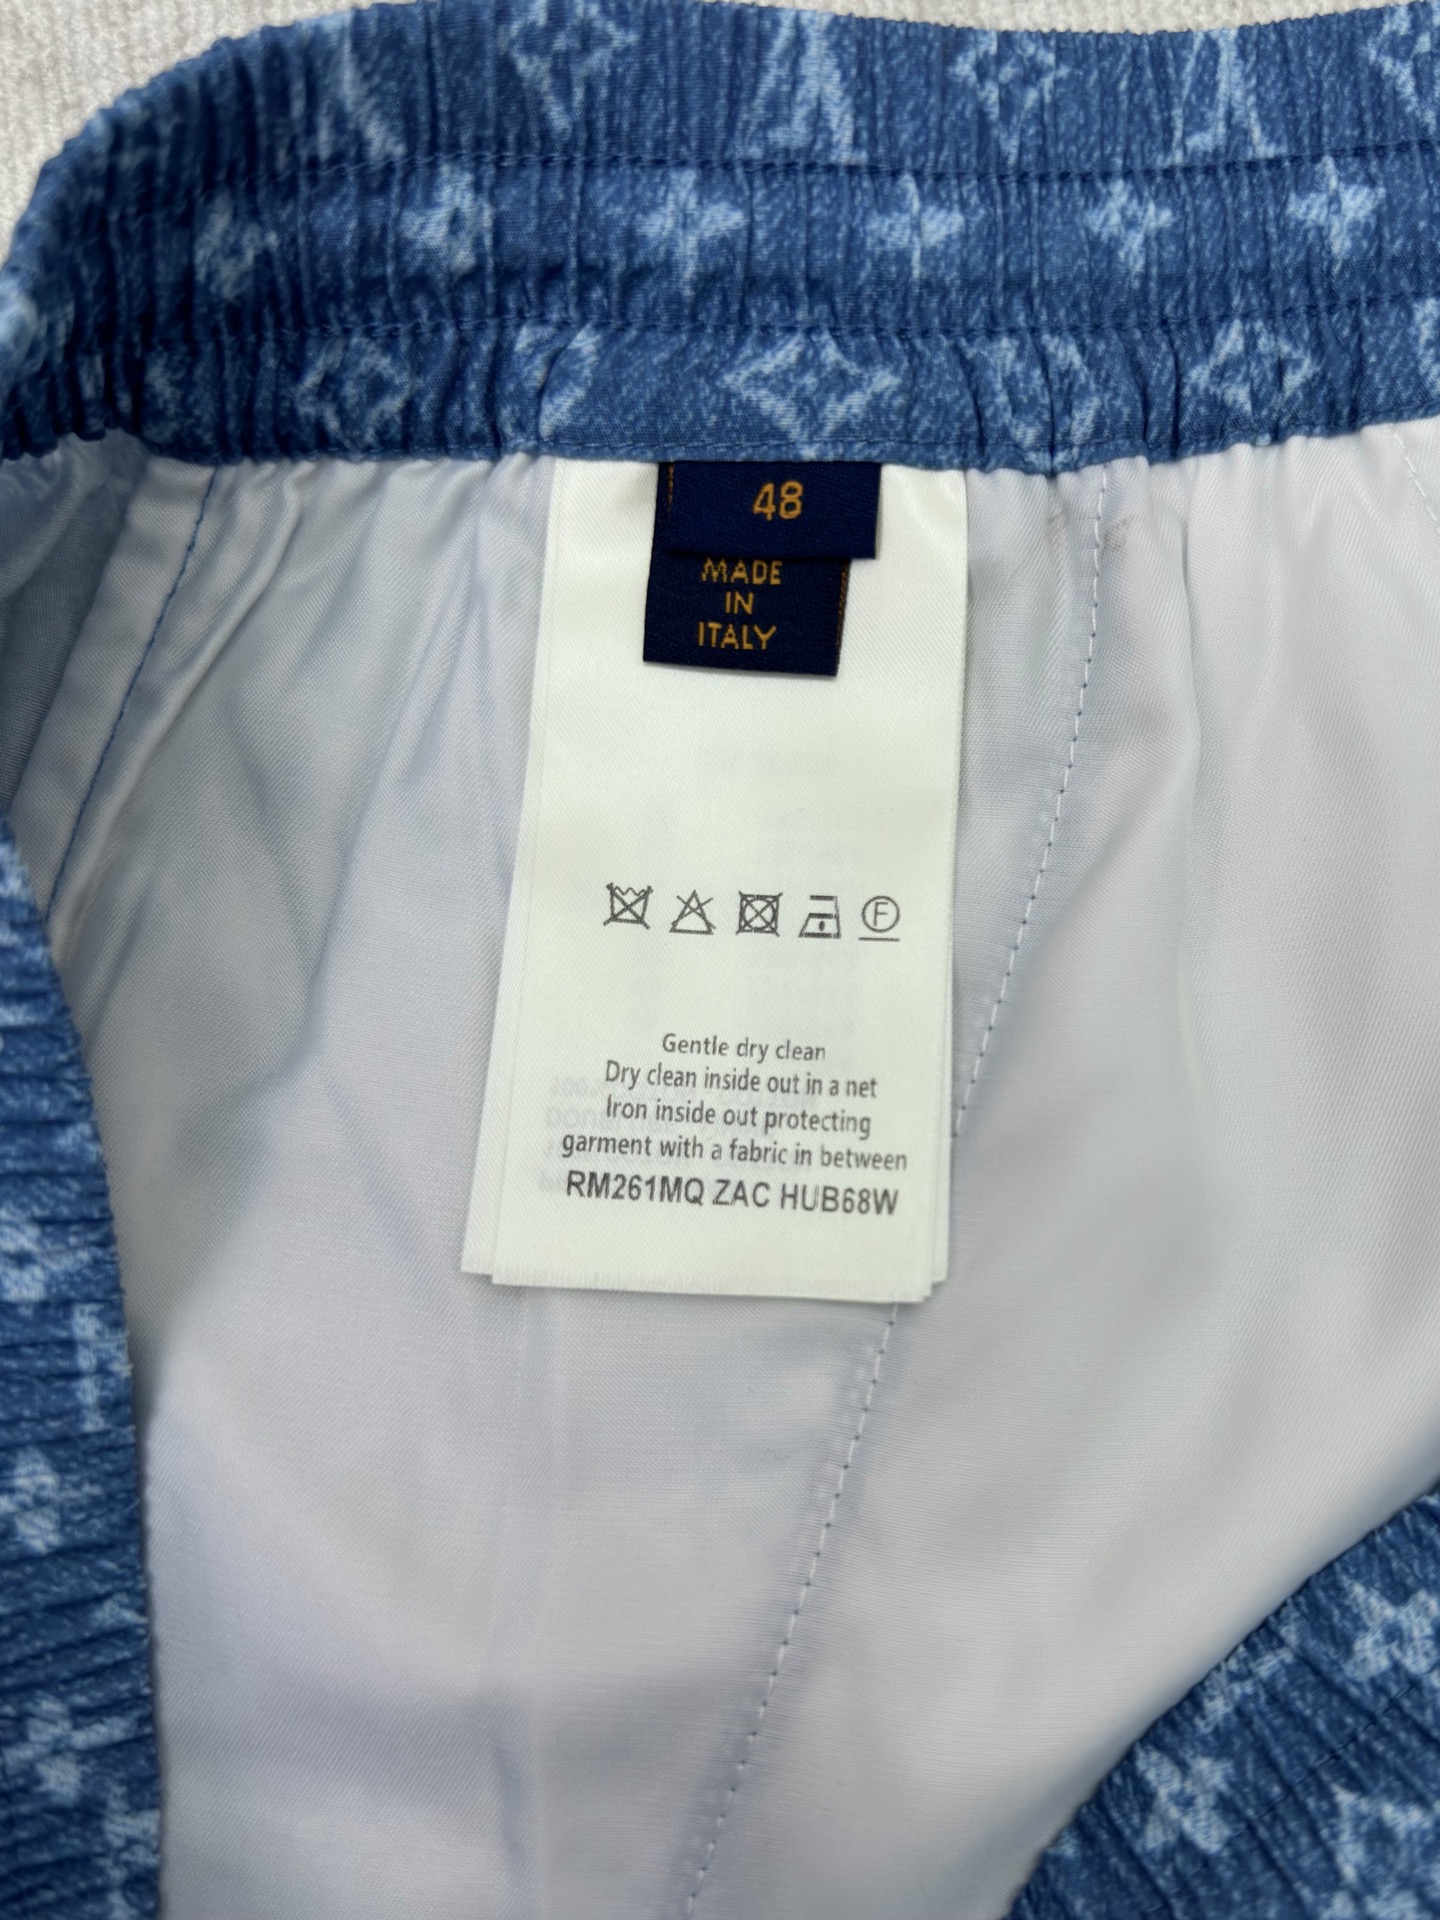 48
MADE
IN
ITALY
F
Gentle dry clean
Dry clean inside out in a net
Iron inside out protecting
garment with a fabric in between
RM261MQ ZAC HUB68W